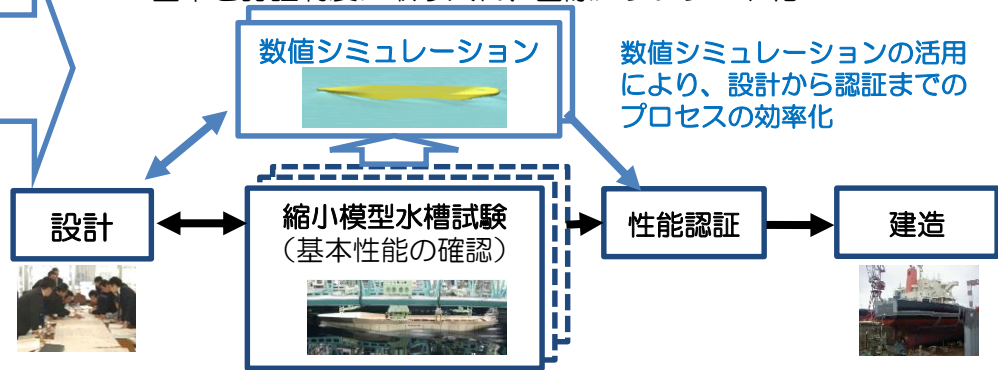 数値シミュレーション
数値シミュレーションの活用
により、設計から認証までの
プロセスの効率化
設計
縮小模型水槽試験
（基本性能の確認）
性能認証
建造